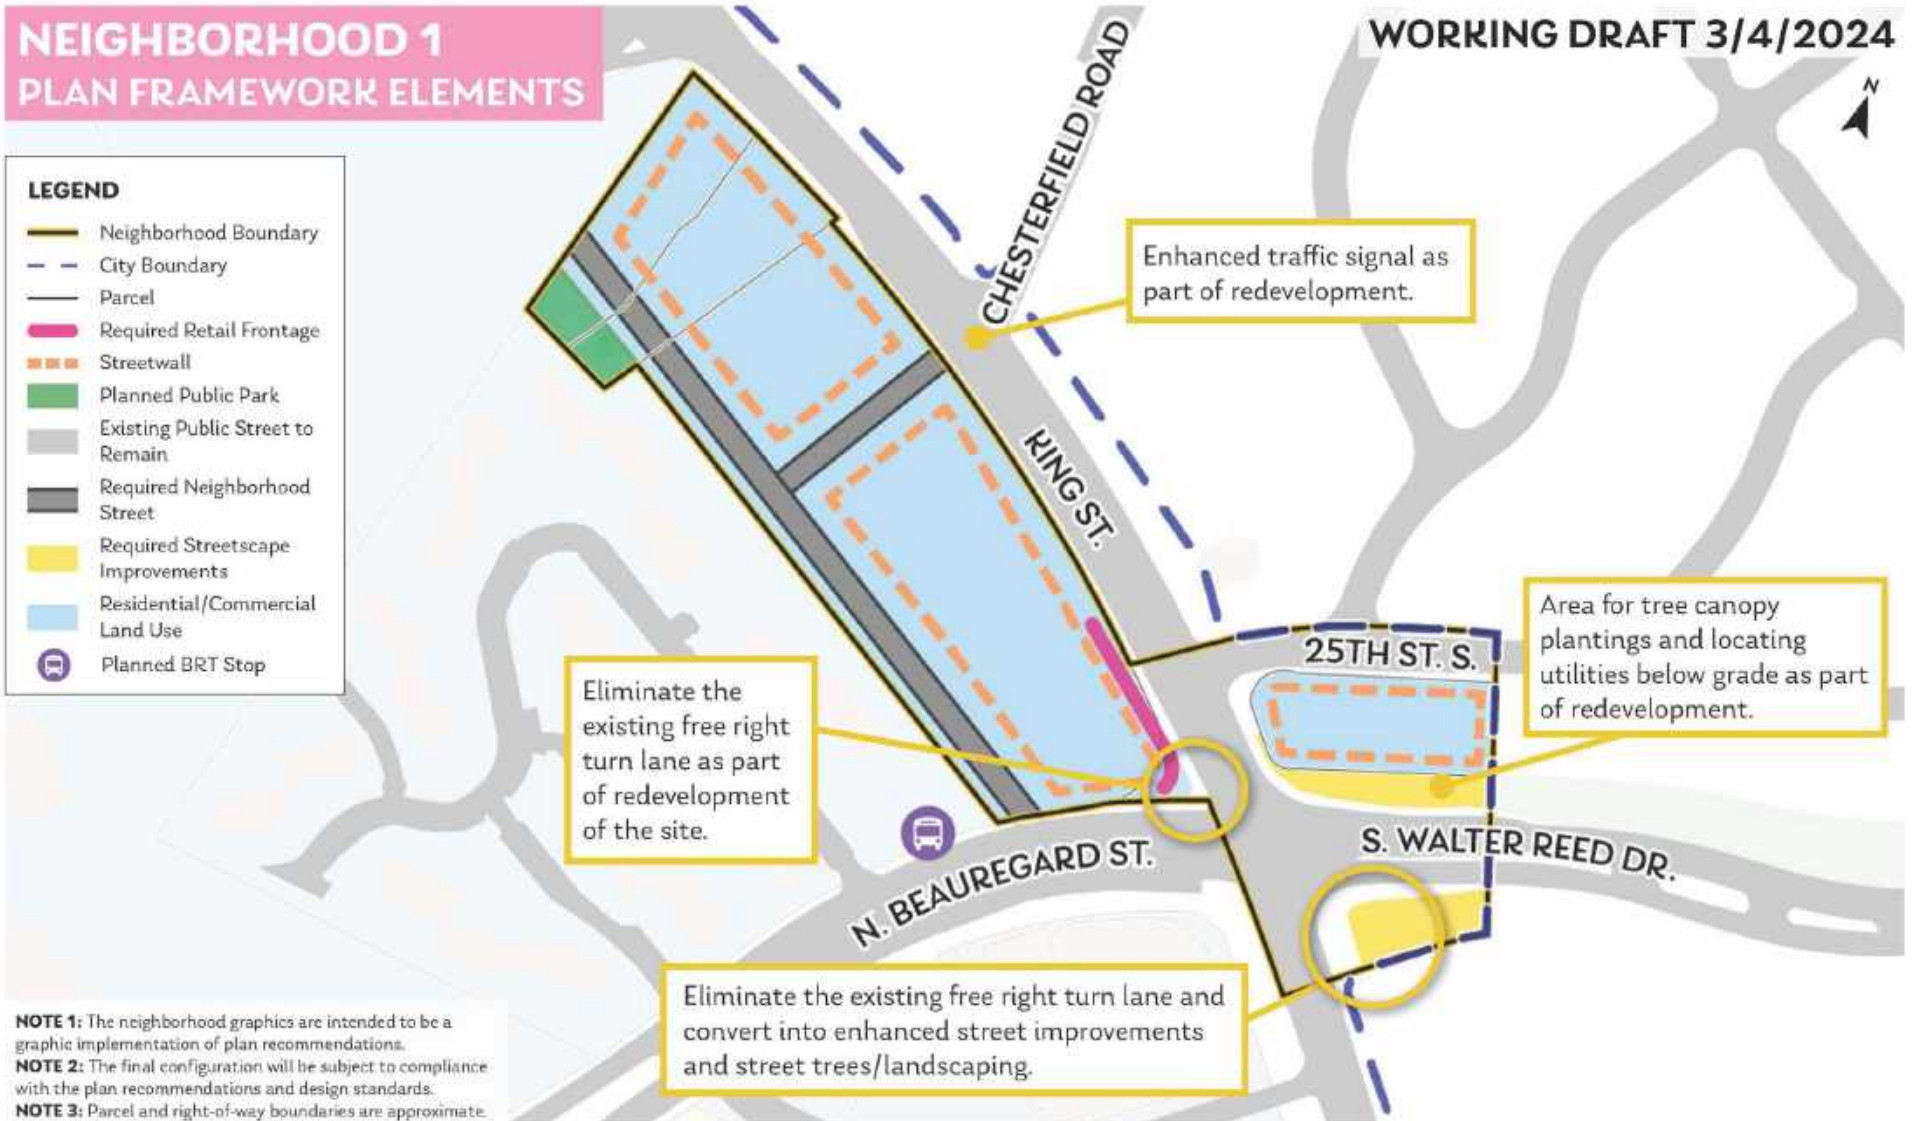 NEIGHBORHOOD 1
PLAN FRAMEWORK ELEMENTS
WORKING DRAFT 3/4/2024
N
LEGEND
Neighborhood Boundary
City Boundary
Parcel
Required Retail Frontage
Streetwall
Planned Public Park
Existing Public Street to
Remain
Required Neighborhood
Street
Required Streetscape
Improvements
Residential/Commercial
Land Use
Planned BRT Stop
CHESTERFIELD ROAD
Enhanced traffic signal as
part of redevelopment.
KING ST.
25TH ST. S.
Area for tree canopy
plantings and locating
utilities below grade as part
of redevelopment.
Eliminate the
existing free right
turn lane as part
of redevelopment
of the site.
S. WALTER REED DR.
N. BEAUREGARD ST.
Eliminate the existing free right turn lane and
convert into enhanced street improvements
and street trees/landscaping.
NOTE 1: The neighborhood graphics are intended to be a
graphic implementation of plan recommendations.
NOTE 2: The final configuration will be subject to compliance
with the plan recommendations and design standards.
NOTE 3: Parcel and right-of-way boundaries are approximate.